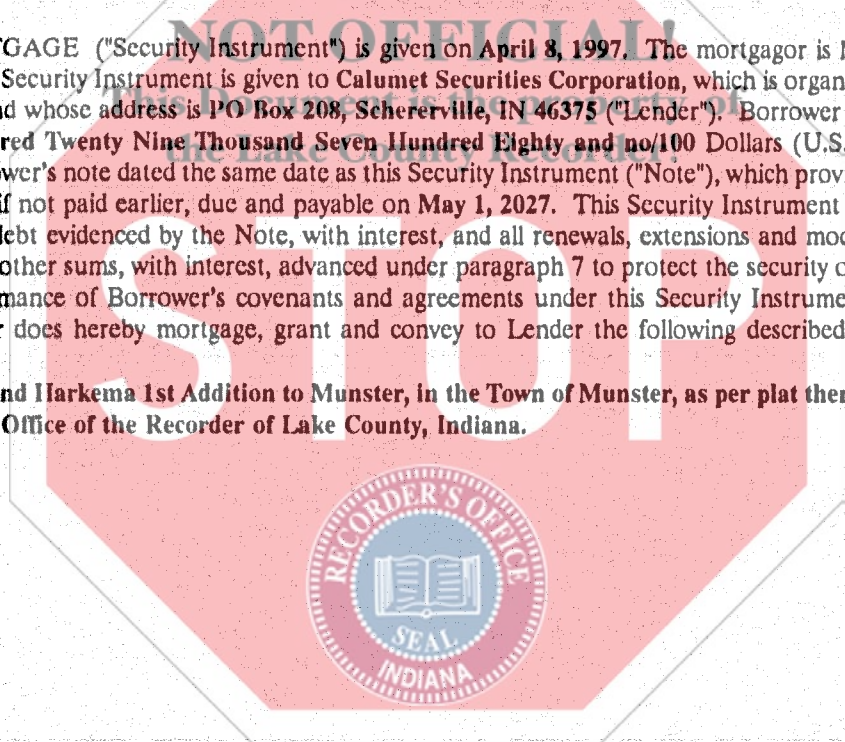 NOT OFFICIAL!
TGAGE ("Security Instrument") is given on April 8, 1997. The mortgagor is
Security Instrument is given to Calumet Securities Corporation, which is organ
d whose address is PO Box 208, Schererville, IN 46375 ("Lender"). Borrower
This Document is the property of
red Twenty Nine Thousand Seven Hundred Eighty and no/100 Dollars (U.S.
the Lake County Recorder!
wer's note dated the same date as this Security Instrument ("Note"), which provi
if not paid earlier, due and payable on May 1, 2027. This Security Instrument
debt evidenced by the Note, with interest, and all renewals, extensions and mod
other sums, with interest, advanced under paragraph 7 to protect the security o
mance of Borrower's covenants and agreements under this Security Instrume
r does hereby mortgage, grant and convey to Lender the following described
STOP
nd Harkema 1st Addition to Munster, in the Town of Munster, as per plat ther
Office of the Recorder of Lake County, Indiana.
RECORDER'S OFFICE
SEAL
INDIANA